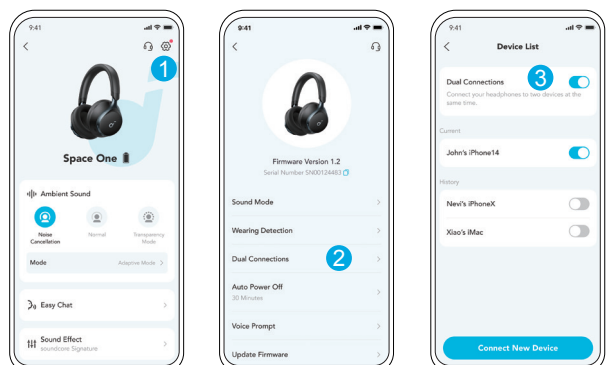 9:41
1
Space One
Ambient Sound
Noise
Cancellation
Normal
Transparency
Mode
Mode
Adaptive Mode >
Easy Chat
Sound Effect
soundcore Signature
9:41
Firmware Version 1.2
Serial Number SN00124463
Sound Mode
Wearing Detection
Dual Connections
2
Auto Power Off
30 Minutes
Voice Prompt
Update Firmware
9:41
Device List
Dual Connections
3
Connect your headphones to two devices at the
same time.
Current
John's iPhone14
History
Nevi's iPhoneX
Xiao's iMac
Connect New Device